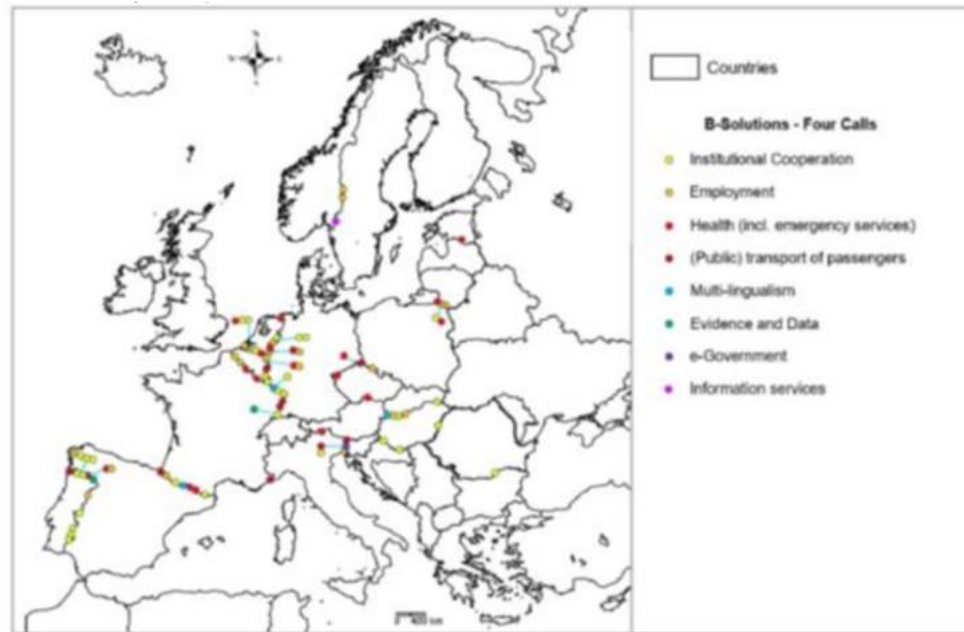 Countries
B-Solutions - Four Calls
Institutional Cooperation
Employment
Health (incl. emergency services)
(Public) transport of passengers
Multi-lingualism
Evidence and Data
e-Government
Information services